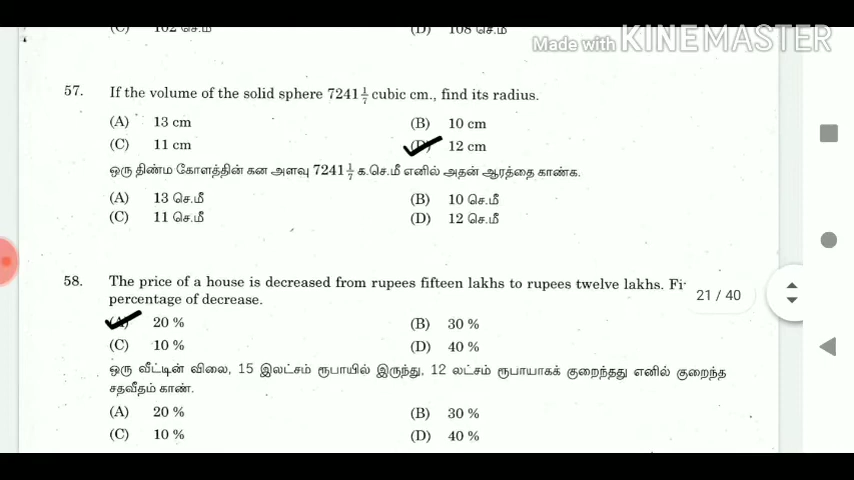 (C) 102 செ.மீ (D) 108 செ.மீ
Made with KINEMASTER
57. If the volume of the solid sphere 7241 1/7 cubic cm., find its radius.
(A) 13 cm (B) 10 cm
(C) 11 cm (D) 12 cm
ஒரு திண்ம கோளத்தின் கன அளவு 7241 1/7 க.செ.மீ எனில் அதன் ஆரத்தை காண்க.
(A) 13 செ.மீ (B) 10 செ.மீ
(C) 11 செ.மீ (D) 12 செ.மீ
58. The price of a house is decreased from rupees fifteen lakhs to rupees twelve lakhs. Fi
percentage of decrease.
21 / 40
(A) 20 % (B) 30 %
(C) 10 % (D) 40 %
ஒரு வீட்டின் விலை, 15 இலட்சம் ரூபாயில் இருந்து, 12 லட்சம் ரூபாயாகக் குறைந்தது எனில் குறைந்த
சதவீதம் காண்.
(A) 20 % (B) 30 %
(C) 10 % (D) 40 %